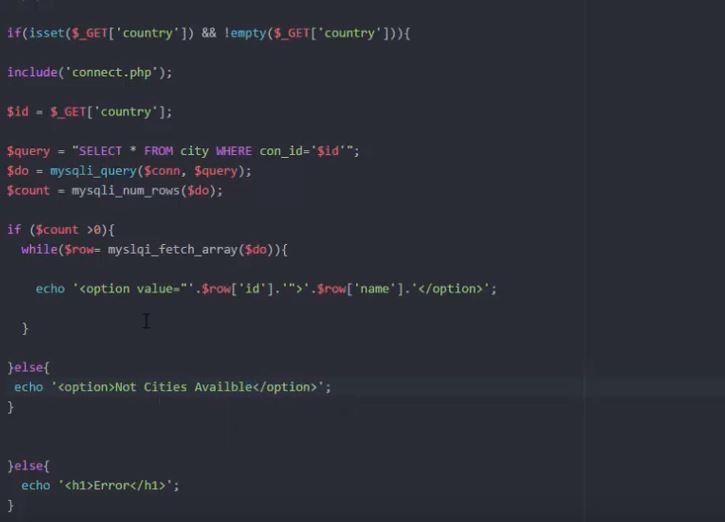 if(isset($_GET['country']) && !empty($_GET['country'])){
include('connect.php');
$id = $_GET['country'];
$query = "SELECT * FROM city WHERE con_id='$id'";
$do = mysqli_query($conn, $query);
$count = mysqli_num_rows($do);
if ($count >0){
while($row= myslqi_fetch_array($do)){
echo '<option value="'.$row['id'].'">'.$row['name'].'</option>';
}
}else{
echo '<option>Not Cities Availble</option>';
}
}else{
echo '<h1>Error</h1>';
}